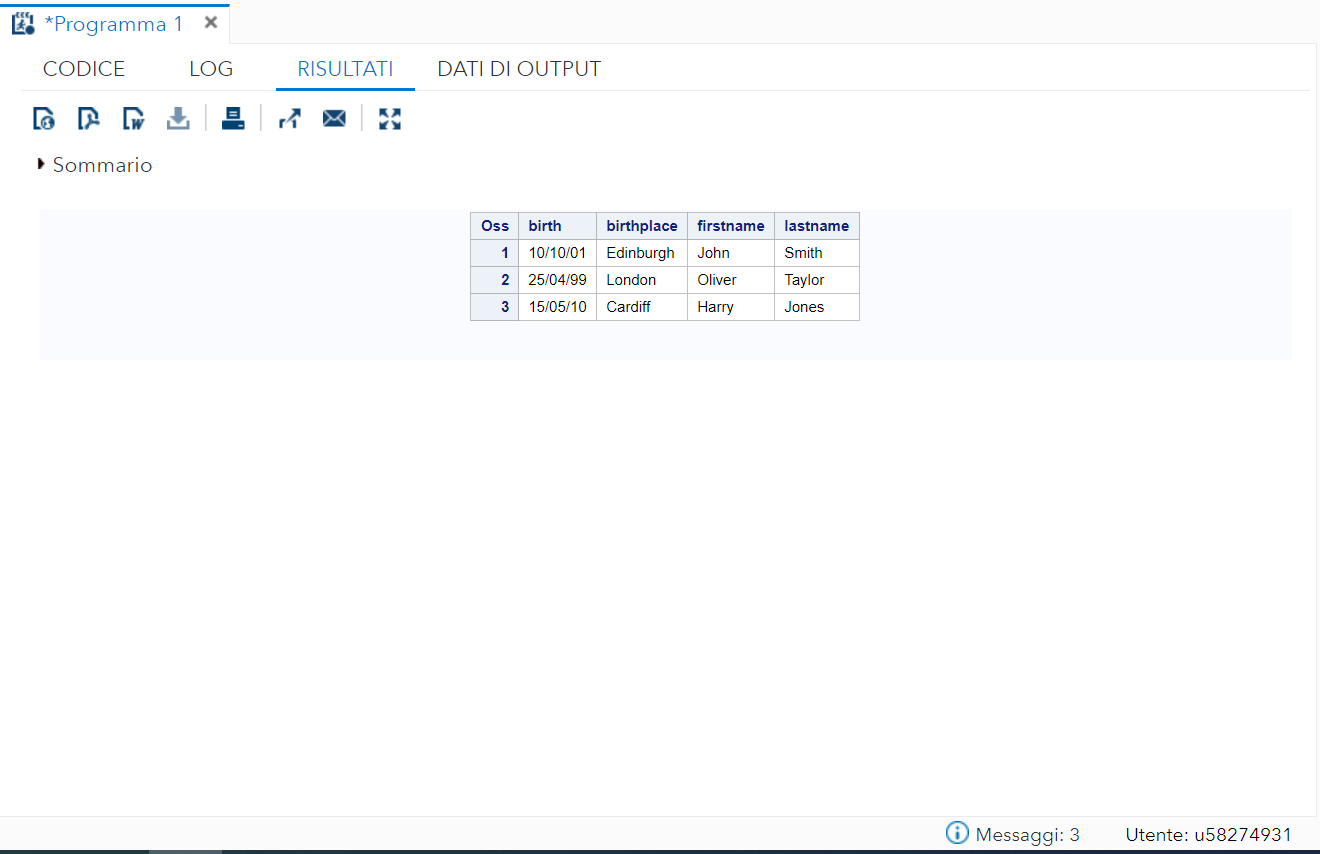 *Programma 1
CODICE LOG RISULTATI DATI DI OUTPUT
Sommario
Oss birth birthplace firstname lastname
1 10/10/01 Edinburgh John Smith
2 25/04/99 London Oliver Taylor
3 15/05/10 Cardiff Harry Jones
Messaggi: 3 Utente: u58274931